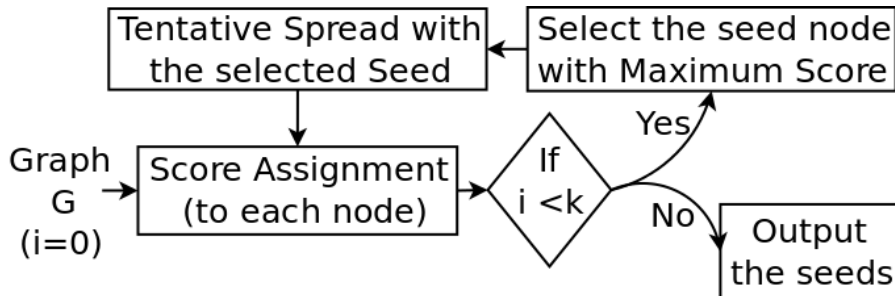 Tentative Spread with
the selected Seed
Select the seed node
with Maximum Score
Graph
G
(i=0)
Score Assignment
(to each node)
If
i <k
Yes
No
Output
the seeds